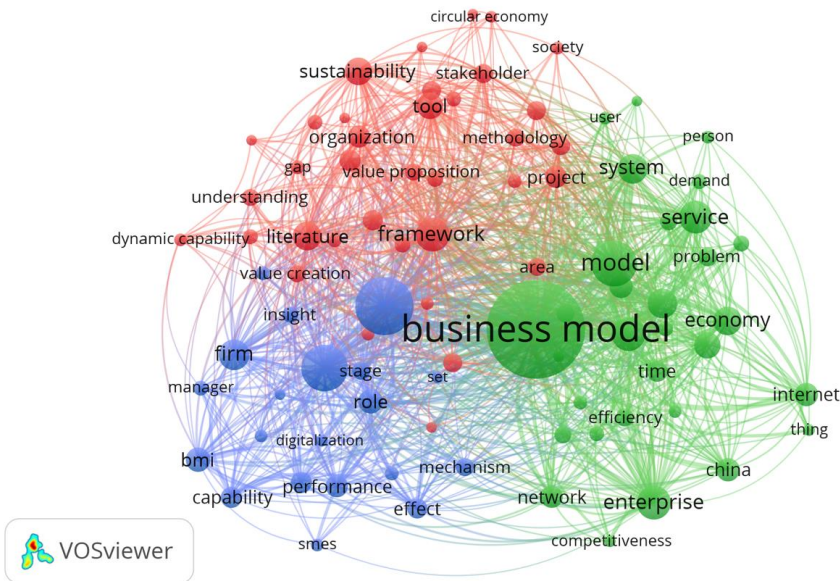 circular economy
society
sustainability
stakeholder
tool
user
organization
methodology
person
gap
value proposition
system
project
demand
understanding
service
dynamic capability
literature
framework
problem
value creation
area
model
insight
business model
economy
firm
stage
set
time
manager
role
internet
efficiency
thing
digitalization
bmi
mechanism
china
capability
performance
effect
network
enterprise
smes
competitiveness
VOSviewer